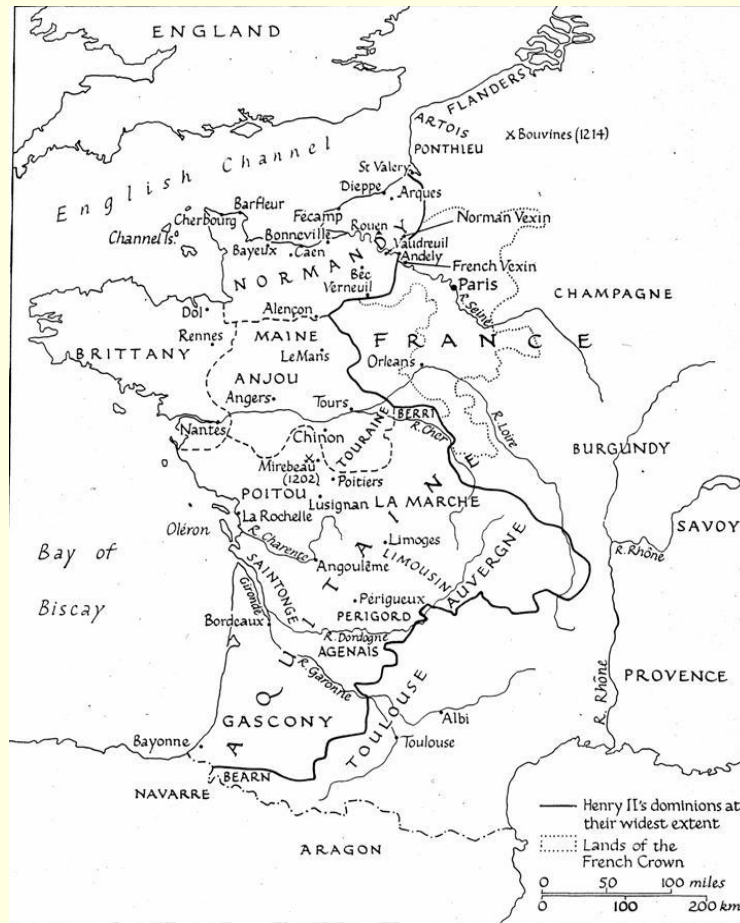 ENGLAND
FLANDERS
ARTOIS
PONTHIEU
x Bouvines (1214)
English Channel
St Valery
Dieppe
Arques
Barfleur
Cherbourg
Fécamp
Rouen
Norman Vexin
Channel Is.
Bonneville
Vaudreuil
Bayeux
Caen
Andely
French Vexin
NORMANDY
Bec
Verneuil
Paris
R. Seine
CHAMPAGNE
Dol
Alençon
FRANCE
Rennes
MAINE
BRITTANY
Le Mans
Orleans
ANJOU
Angers
Tours
BERRI
R. Loire
Nantes
Chinon
TOURAINE
R. Cher
BURGUNDY
Mirebeau
(1202)
Poitiers
POITOU
Lusignan
LA MARCHE
SAVOY
La Rochelle
Oléron
R. Charente
Limoges
R. Rhône
Bay of
Biscay
Angoulême
LIMOUSIN
AUVERGNE
SAINTONGE
Gironde
Périgueux
PERIGORD
Bordeaux
R. Dordogne
AGENAIS
R. Garonne
PROVENCE
R. Rhône
AQUITAINE
GASCONY
TOULOUSE
Albi
Bayonne
Toulouse
BEARN
NAVARRE
ARAGON
Henry II's dominions at
their widest extent
Lands of the
French Crown
0 50 100 miles
0 100 200 km